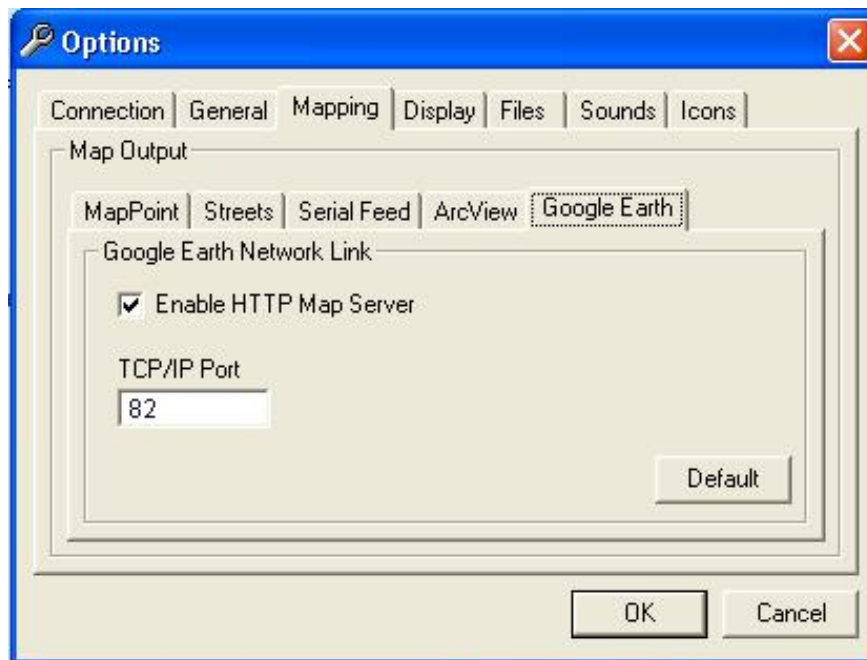 Options
Connection General Mapping Display Files Sounds Icons
Map Output
MapPoint Streets Serial Feed ArcView Google Earth
Google Earth Network Link
Enable HTTP Map Server
TCP/IP Port
82
Default
OK Cancel